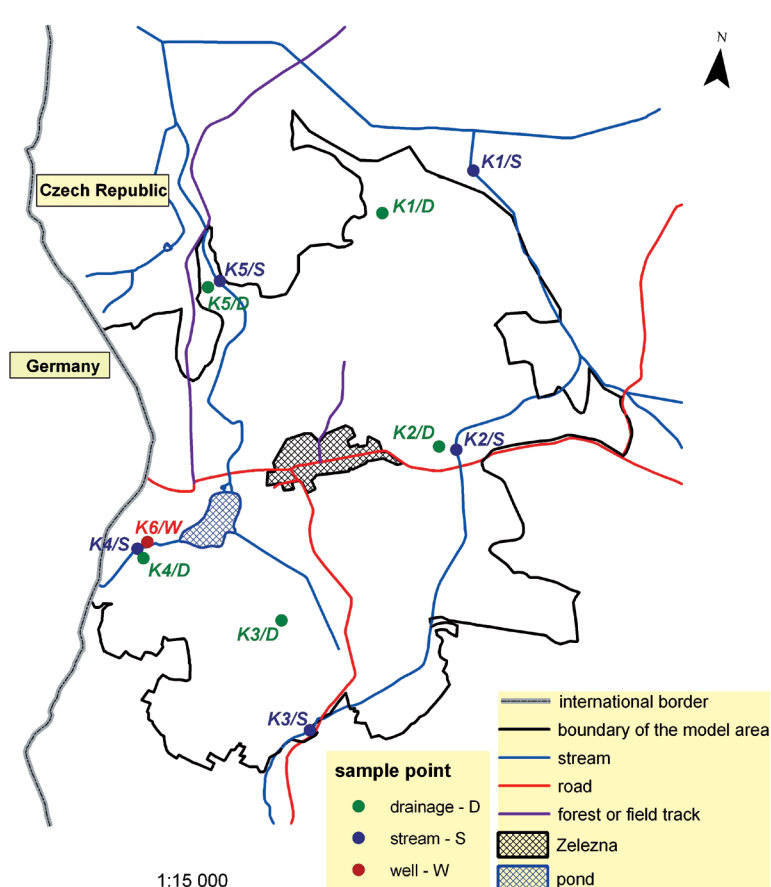 N
K1/S
Czech Republic
K1/D
K5/S
K5/D
Germany
K2/D
K2/S
K6/W
K4/S
K4/D
K3/D
K3/S
international border
boundary of the model area
stream
road
forest or field track
Zelezna
pond
sample point
drainage - D
stream - S
well - W
1:15 000